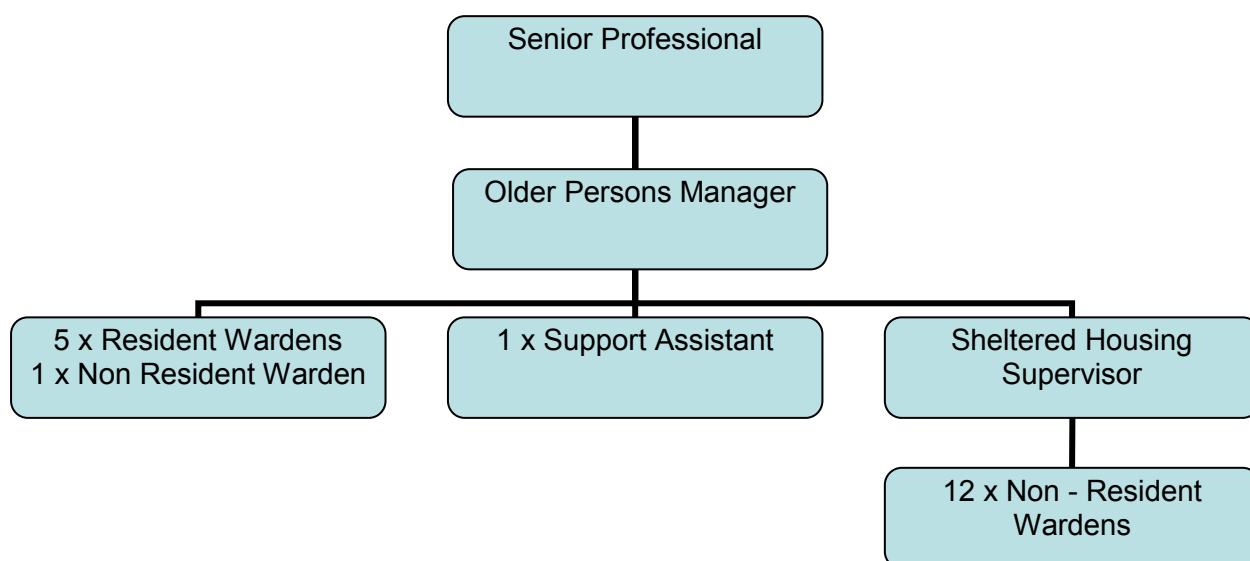 Senior Professional
Older Persons Manager
5 x Resident Wardens
1 x Non Resident Warden
1 x Support Assistant
Sheltered Housing
Supervisor
12 x Non - Resident
Wardens